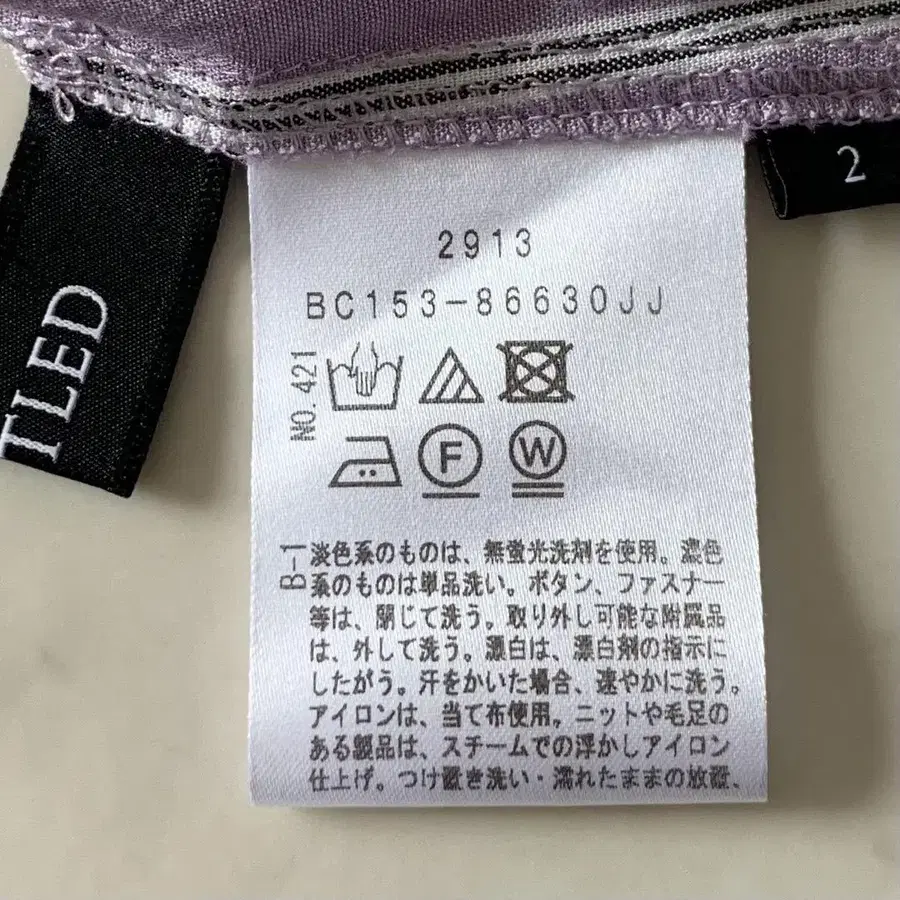 TLED
2
2913
BC153-86630JJ
NO.421
F
W
B-1
淡色系のものは、無蛍光洗剤を使用。濃色
系のものは単品洗い。ボタン、ファスナー
等は、閉じて洗う。取り外し可能な附属品
は、外して洗う。漂白は、漂白剤の指示に
したがう。汗をかいた場合、速やかに洗う。
アイロンは、当て布使用。ニットや毛足の
ある製品は、スチームでの浮かしアイロン
仕上げ。つけ置き洗い・濡れたままの放置、